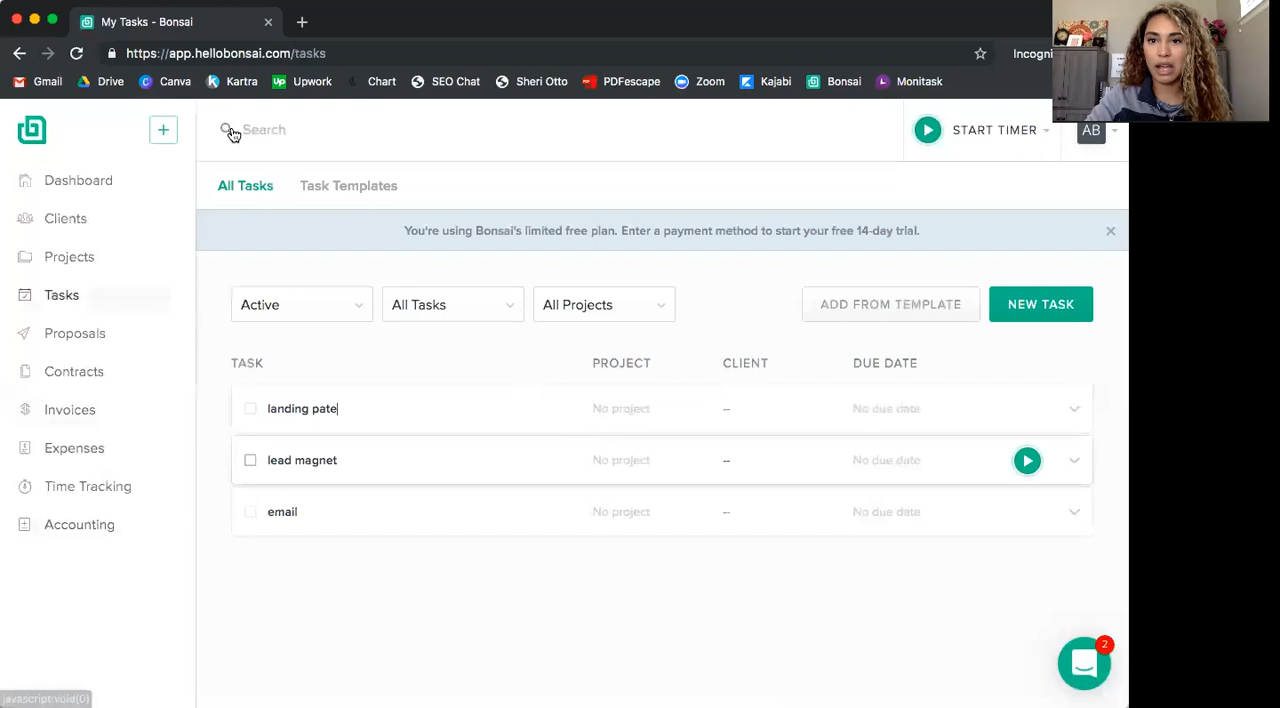 My Tasks - Bonsai
https://app.hellobonsai.com/tasks
Gmail Drive Canva Kartra Upwork Chart SEO Sheri Otto PDFescape Zoom Kajabi Bonsai Monitask
Search
START TIMER
AB
Dashboard
Clients
Projects
Tasks
Proposals
Contracts
Invoices
Expenses
Time Tracking
Accounting
All Tasks Task Templates
You're using Bonsai's limited free plan. Enter a payment method to start your free 14-day trial.
Active All Tasks All Projects ADD FROM TEMPLATE NEW TASK
TASK PROJECT CLIENT DUE DATE
landing pate No project -- No due date
lead magnet No project -- No due date
email No project -- No due date
2
javascript:void(0)